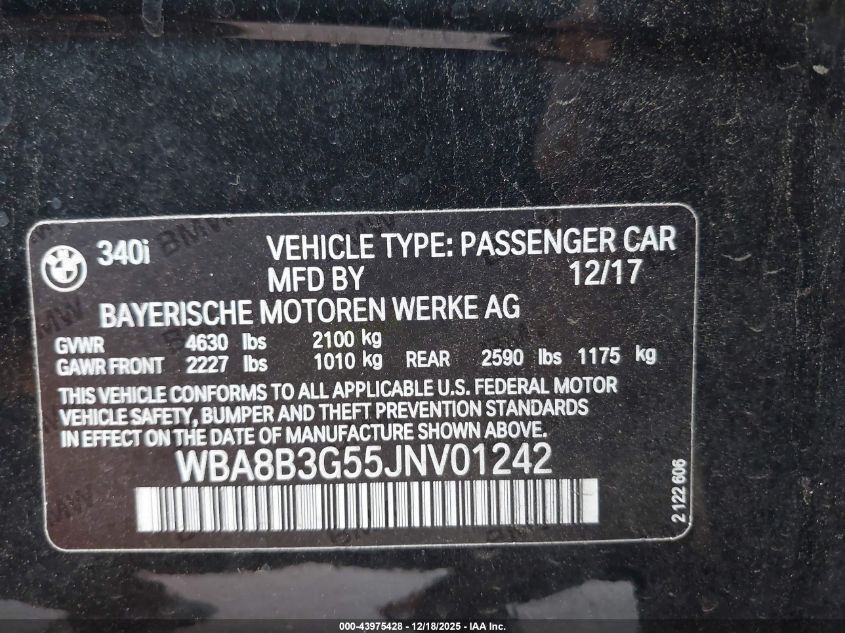 340i VEHICLE TYPE: PASSENGER CAR
MFD BY 12/17
BAYERISCHE MOTOREN WERKE AG
GVWR 4630 lbs 2100 kg
GAWR FRONT 2227 lbs 1010 kg REAR 2590 lbs 1175 kg
THIS VEHICLE CONFORMS TO ALL APPLICABLE U.S. FEDERAL MOTOR
VEHICLE SAFETY, BUMPER AND THEFT PREVENTION STANDARDS
IN EFFECT ON THE DATE OF MANUFACTURE SHOWN ABOVE.
WBA8B3G55JNV01242
2 122 606
000-43975428 - 12/18/2025 - IAA Inc.